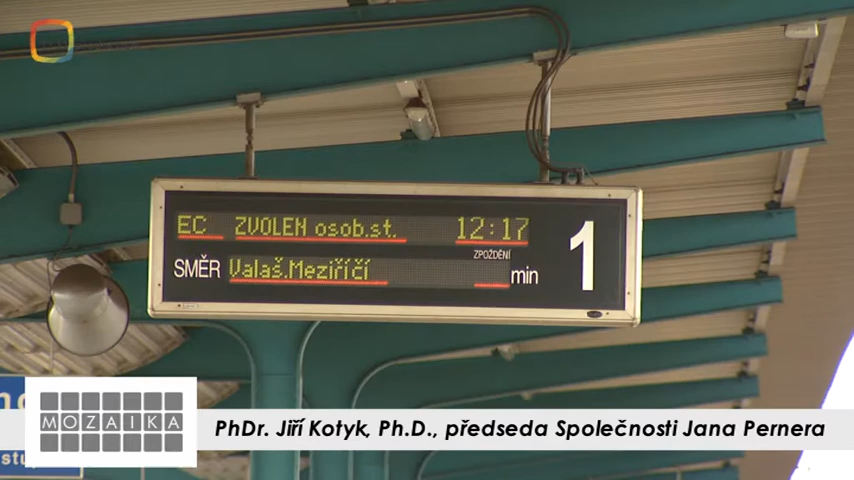 EC ZVOLEN osob.st. 12:17 1
ZPOŽDĚNÍ
SMĚR Valaš.Meziříčí min
MOZAIKA
PhDr. Jiří Kotyk, Ph.D., předseda Společnosti Jana Pernera